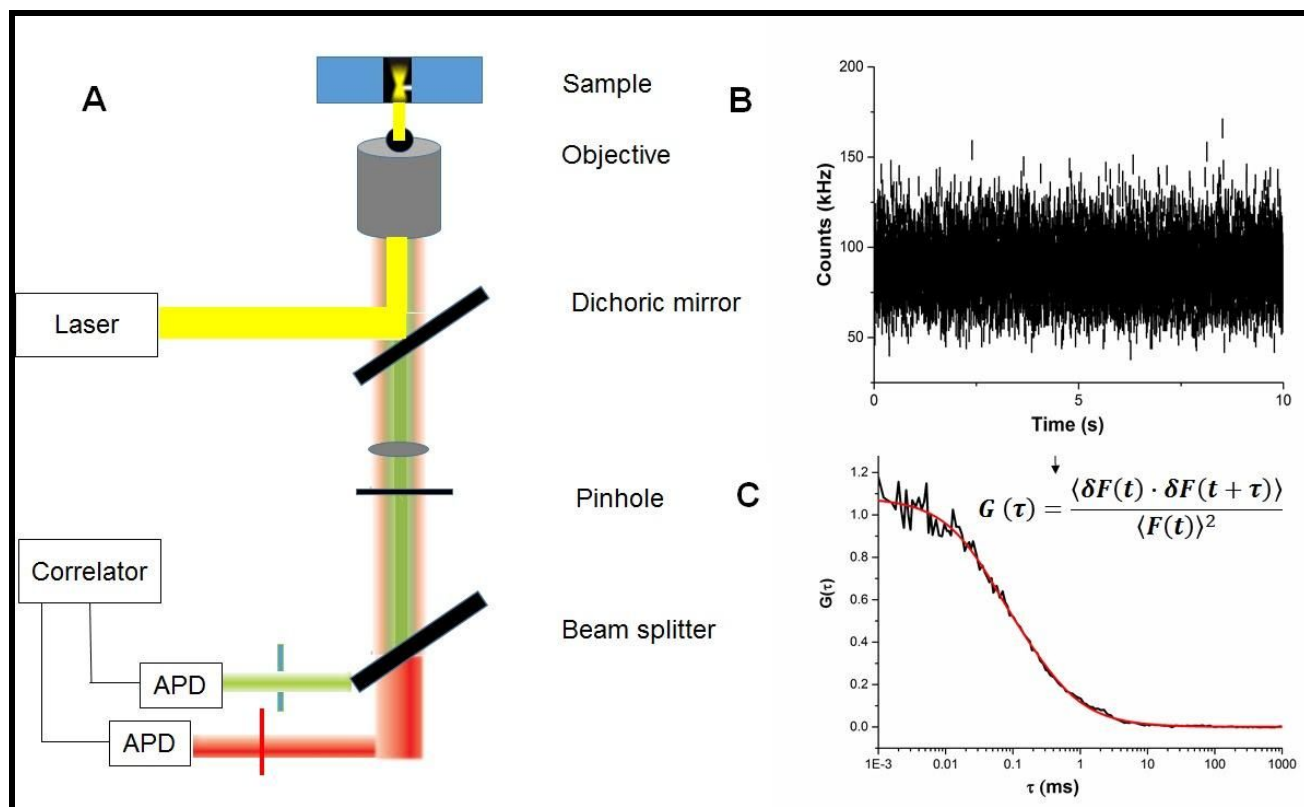 A
Sample
Objective
Laser
Dichoric mirror
Pinhole
Correlator
Beam splitter
APD
APD
B
200
150
100
50
Counts (kHz)
0
5
10
Time (s)
C
G (τ) = ⟨δF(t) · δF(t + τ)⟩ / ⟨F(t)⟩²
1.2
1.0
0.8
0.6
0.4
0.2
0.0
G(τ)
1E-3
0.01
0.1
1
10
100
1000
τ (ms)